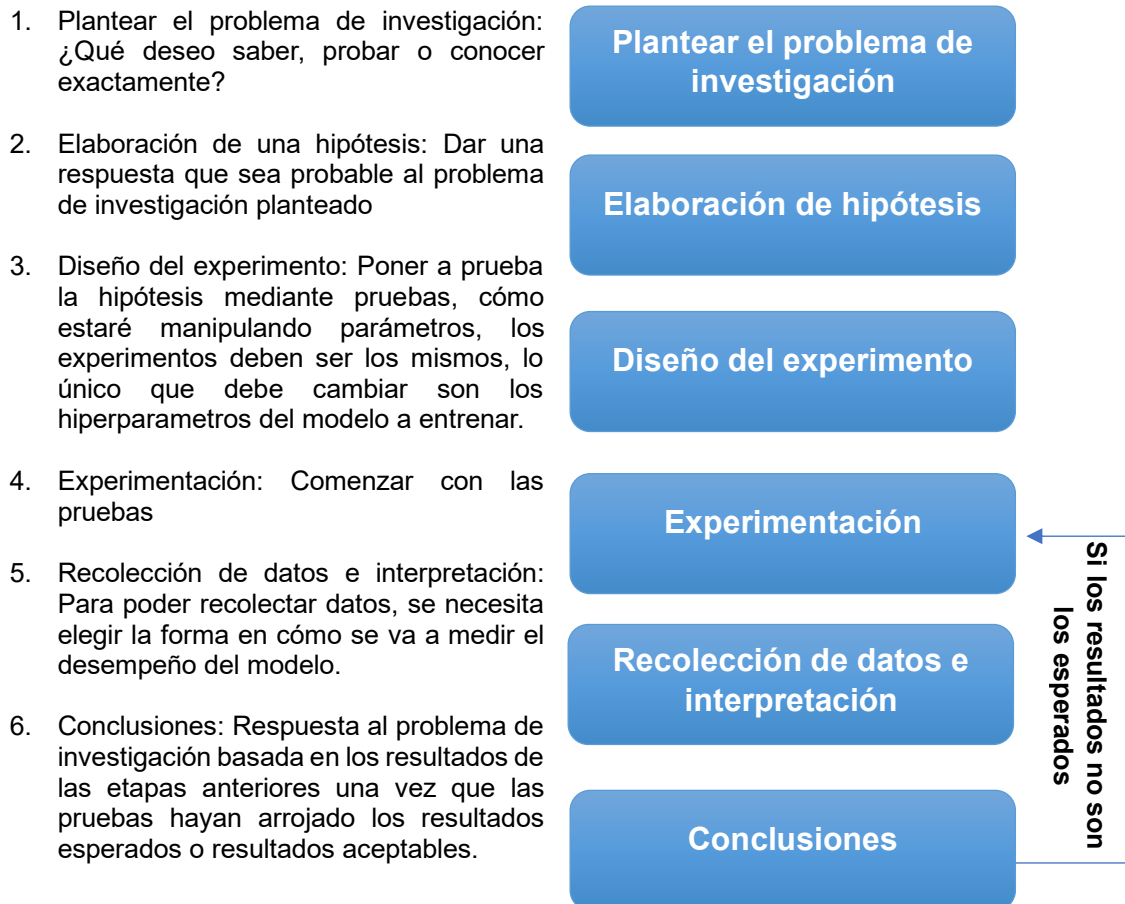 1. Plantear el problema de investigación:
¿Qué deseo saber, probar o conocer
exactamente?
2. Elaboración de una hipótesis: Dar una
respuesta que sea probable al problema
de investigación planteado
3. Diseño del experimento: Poner a prueba
la hipótesis mediante pruebas, cómo
estaré manipulando parámetros, los
experimentos deben ser los mismos, lo
único que debe cambiar son los
hiperparametros del modelo a entrenar.
4. Experimentación: Comenzar con las
pruebas
5. Recolección de datos e interpretación:
Para poder recolectar datos, se necesita
elegir la forma en cómo se va a medir el
desempeño del modelo.
6. Conclusiones: Respuesta al problema de
investigación basada en los resultados de
las etapas anteriores una vez que las
pruebas hayan arrojado los resultados
esperados o resultados aceptables.
Plantear el problema de
investigación
Elaboración de hipótesis
Diseño del experimento
Experimentación
Recolección de datos e
interpretación
Conclusiones
Si los resultados no son
los esperados